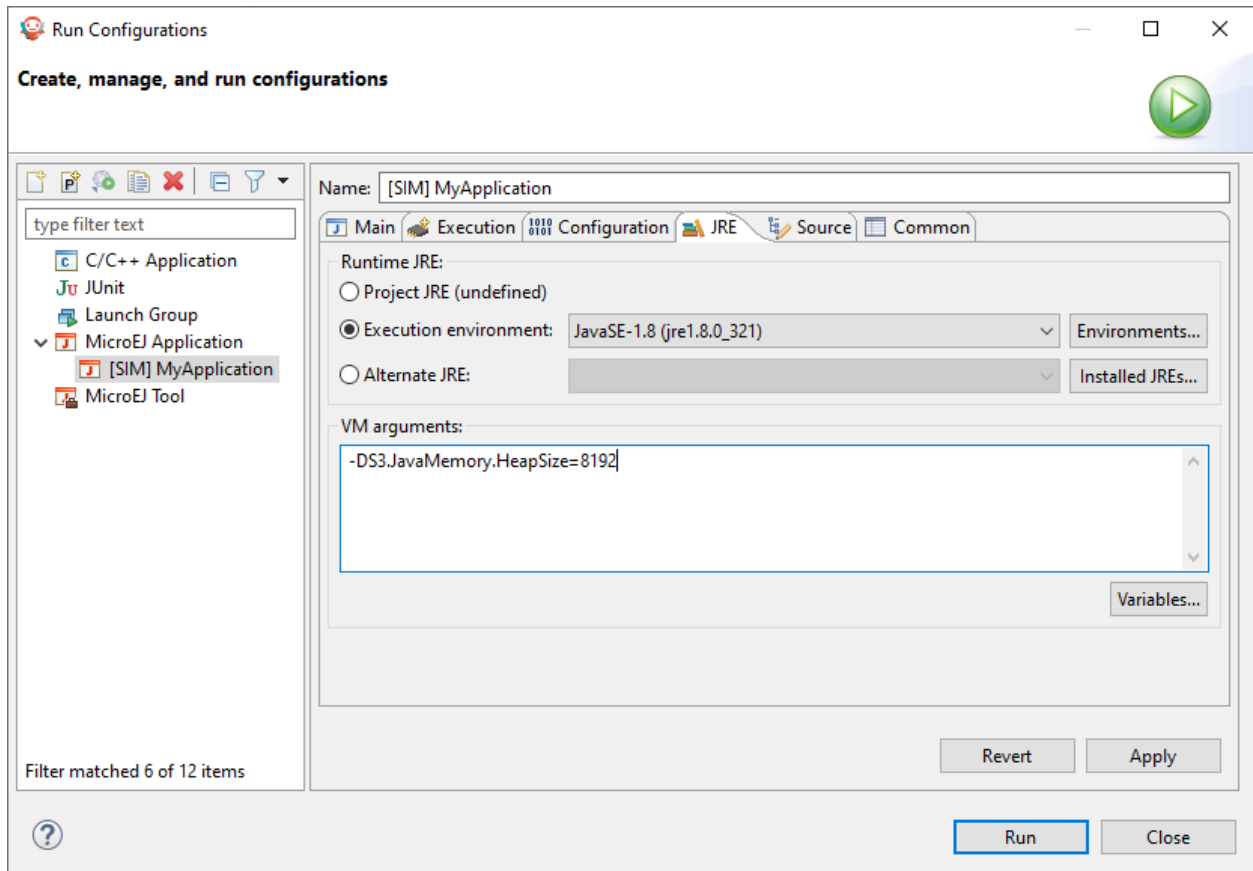 Run Configurations
Create, manage, and run configurations
type filter text
C/C++ Application
JUnit
Launch Group
MicroEJ Application
[SIM] MyApplication
MicroEJ Tool
Filter matched 6 of 12 items
Name: [SIM] MyApplication
Main Execution Configuration JRE Source Common
Runtime JRE:
Project JRE (undefined)
Execution environment: JavaSE-1.8 (jre1.8.0_321) Environments...
Alternate JRE: Installed JREs...
VM arguments:
-DS3.JavaMemory.HeapSize=8192
Variables...
Revert Apply
Run Close